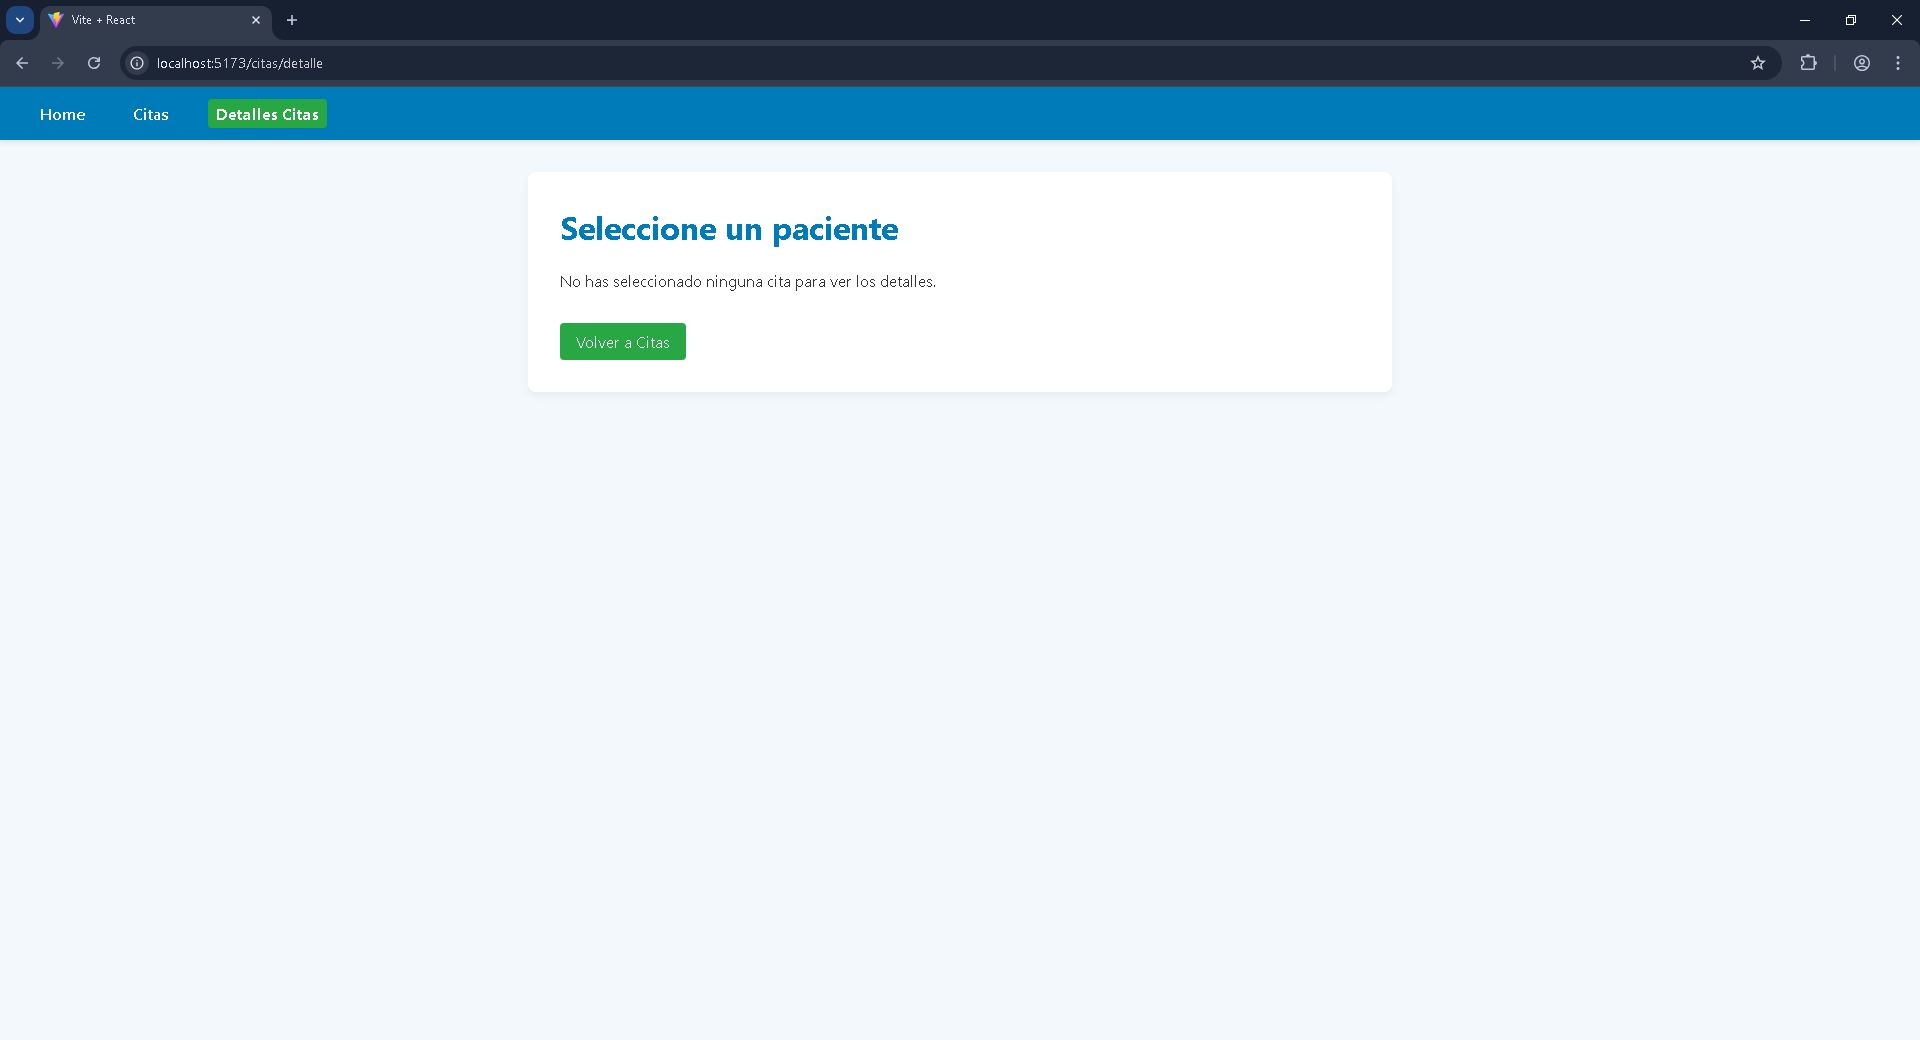 Vite + React
localhost:5173/citas/detalle
Home Citas Detalles Citas
Seleccione un paciente
No has seleccionado ninguna cita para ver los detalles.
Volver a Citas